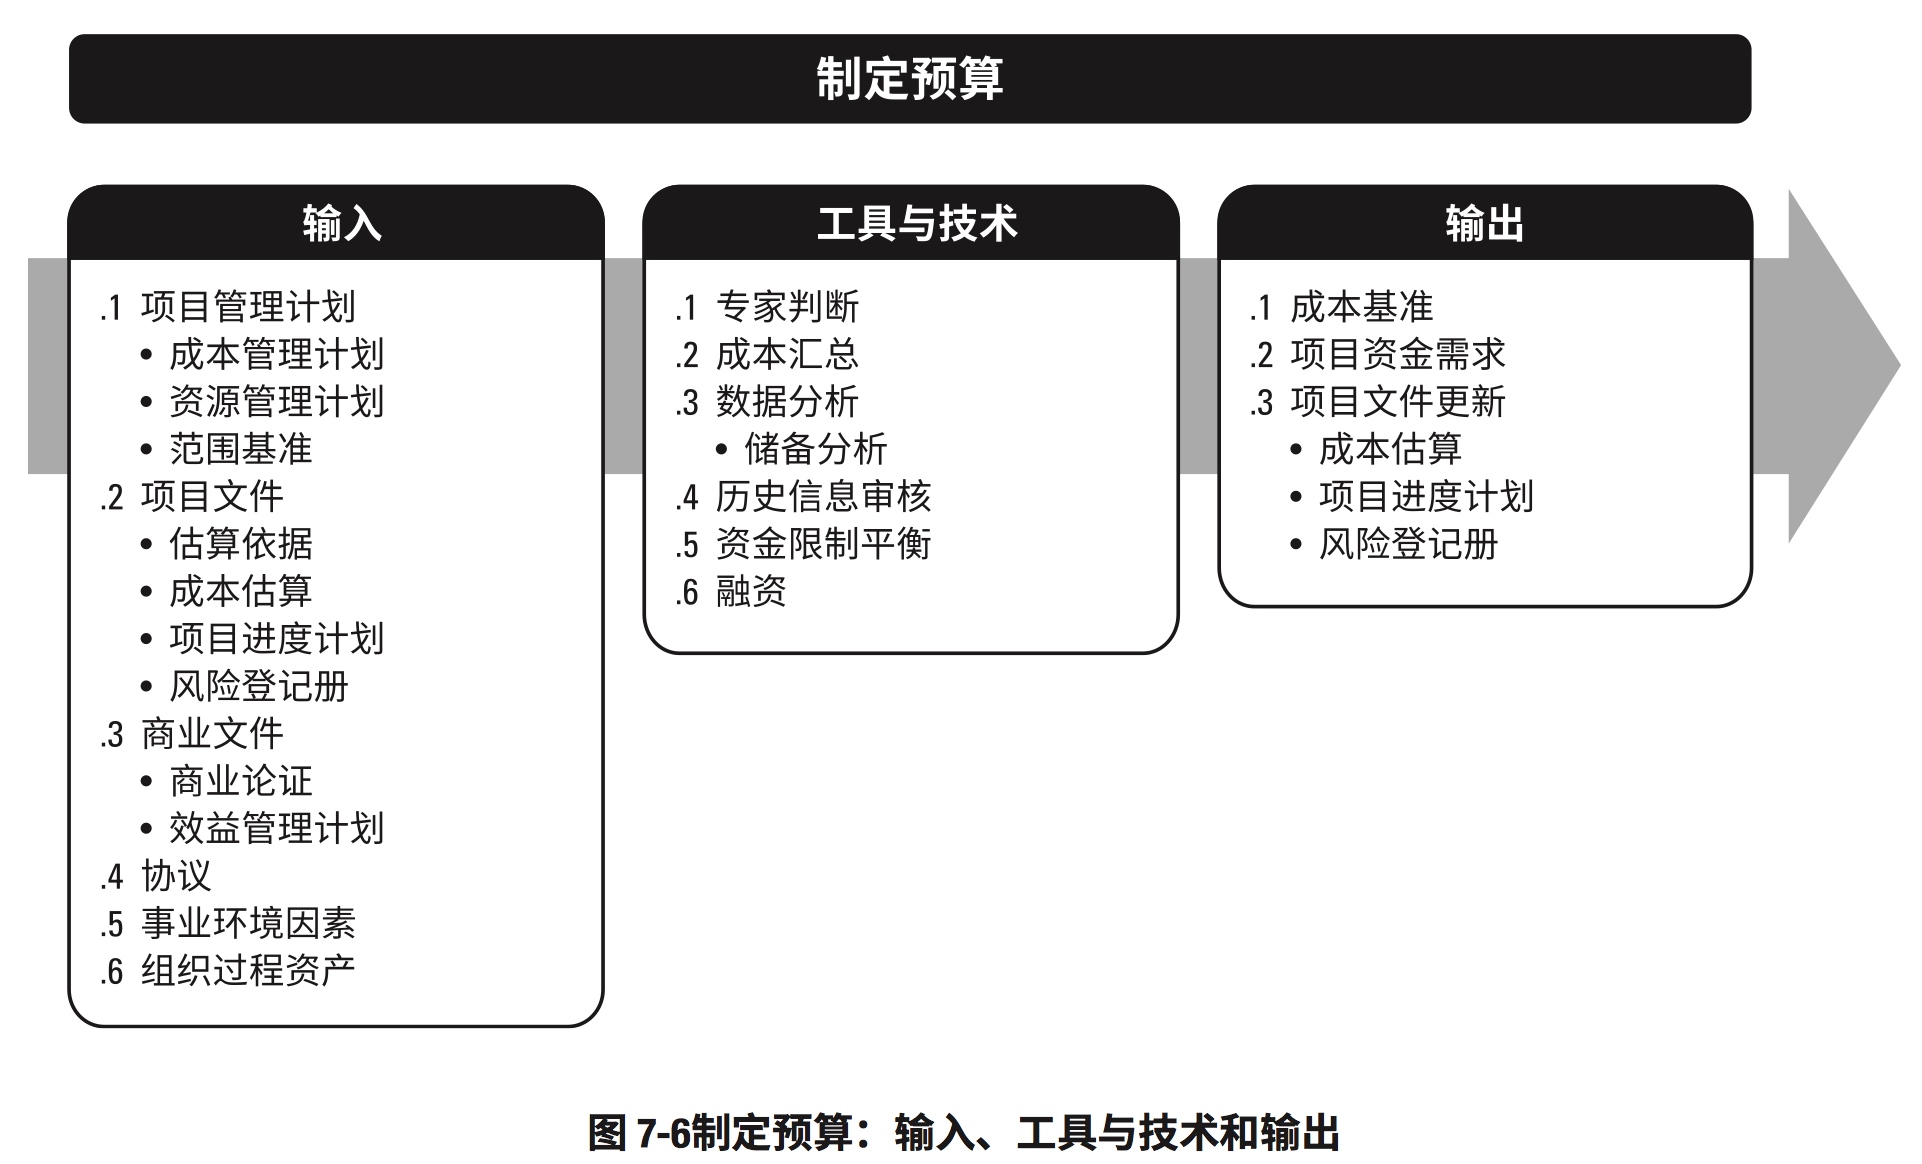 制定预算
输入
.1 项目管理计划
• 成本管理计划
• 资源管理计划
• 范围基准
.2 项目文件
• 估算依据
• 成本估算
• 项目进度计划
• 风险登记册
.3 商业文件
• 商业论证
• 效益管理计划
.4 协议
.5 事业环境因素
.6 组织过程资产
工具与技术
.1 专家判断
.2 成本汇总
.3 数据分析
• 储备分析
.4 历史信息审核
.5 资金限制平衡
.6 融资
输出
.1 成本基准
.2 项目资金需求
.3 项目文件更新
• 成本估算
• 项目进度计划
• 风险登记册
图 7-6制定预算：输入、工具与技术和输出